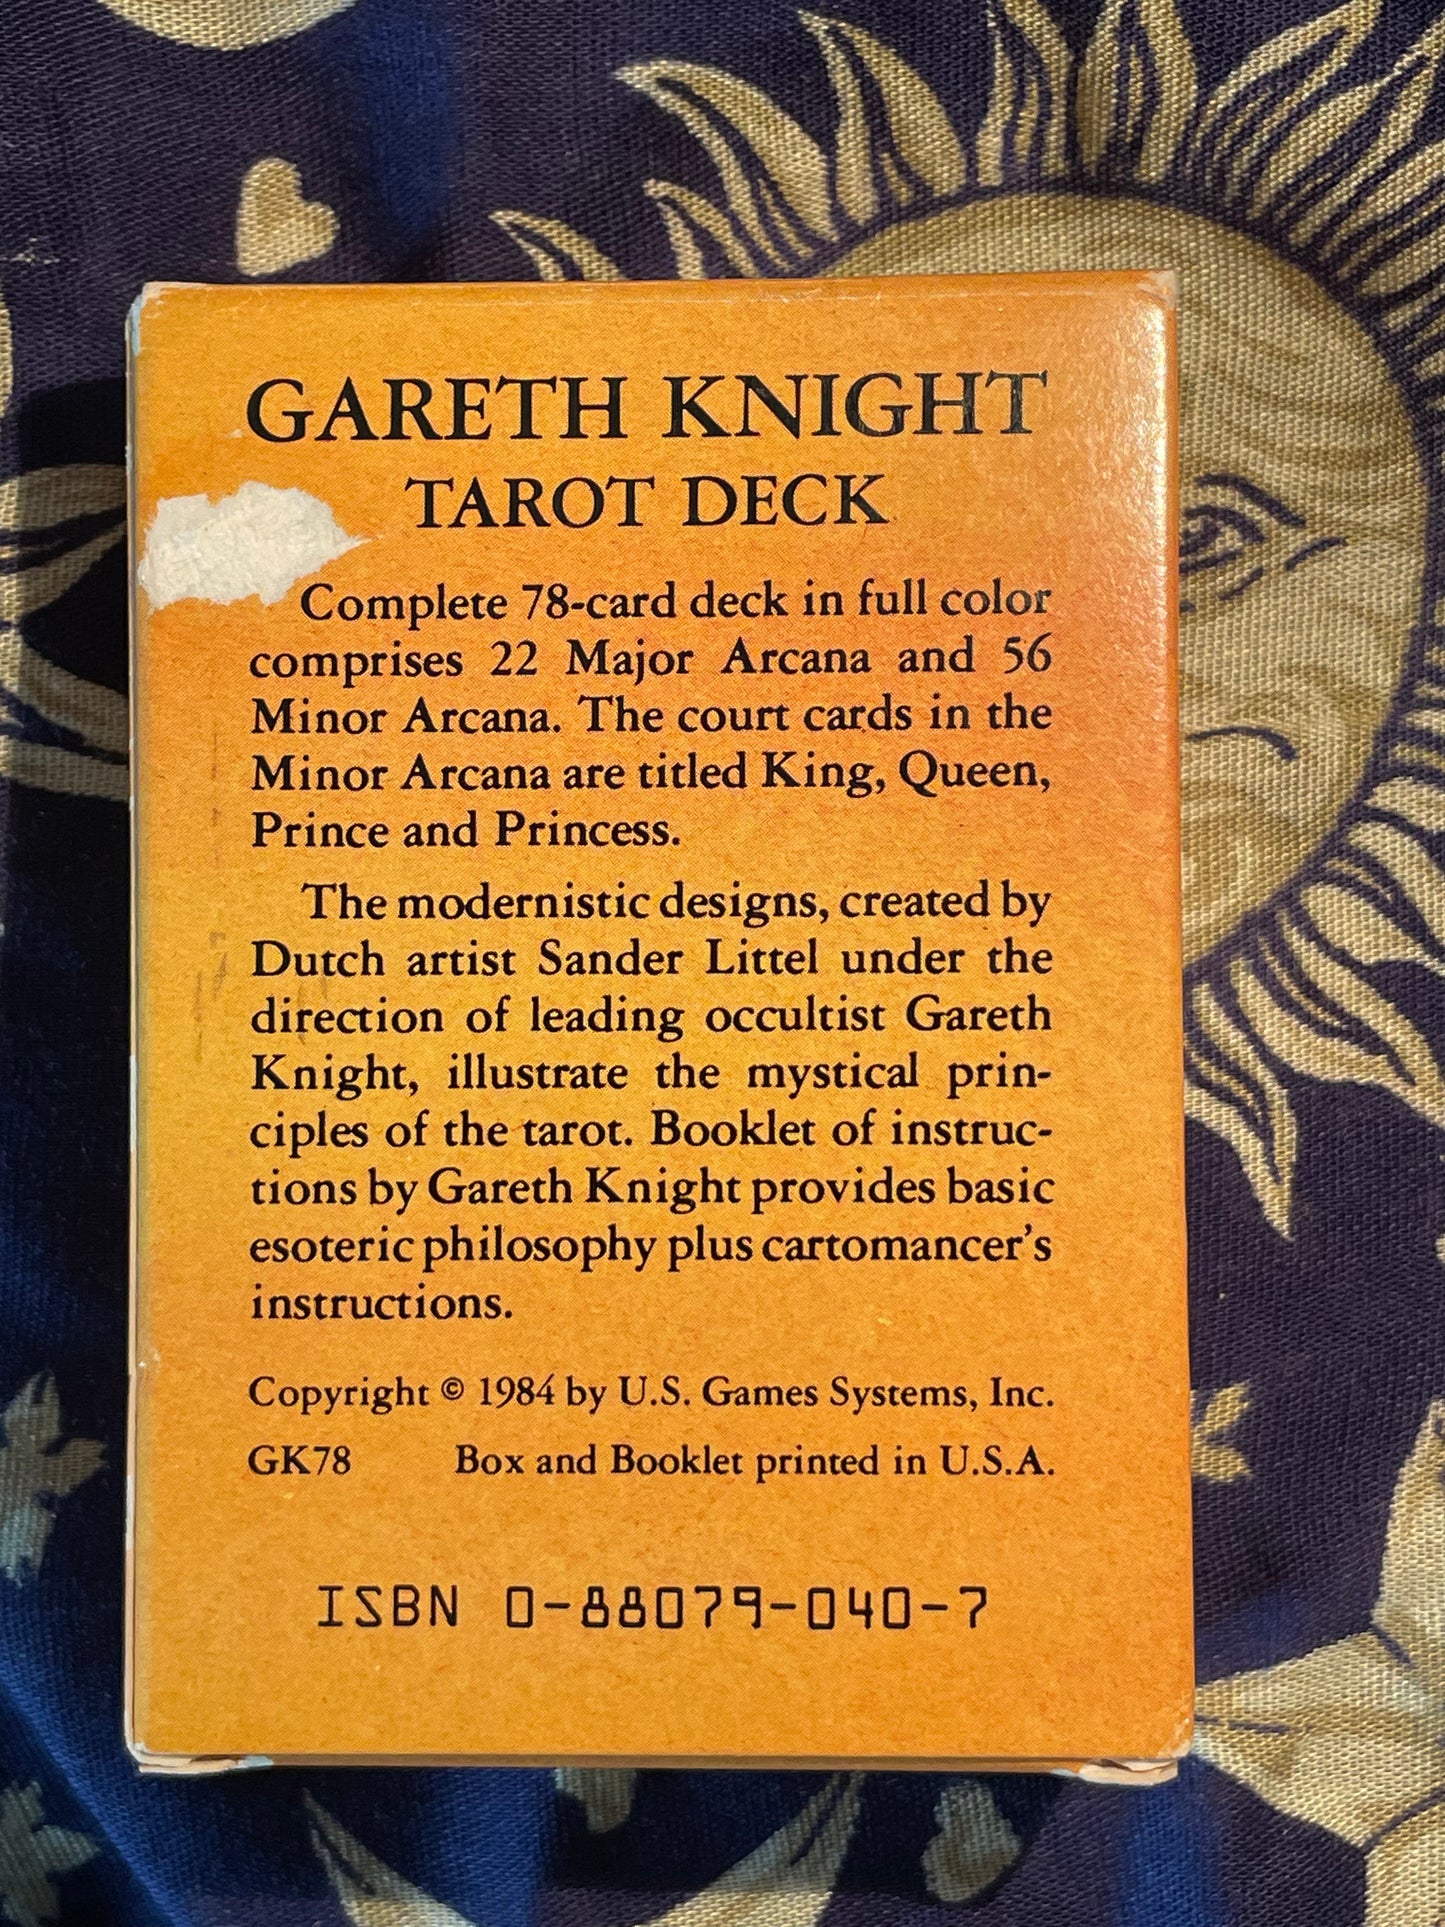 GARETH KNIGHT
TAROT DECK
Complete 78-card deck in full color
comprises 22 Major Arcana and 56
Minor Arcana. The court cards in the
Minor Arcana are titled King, Queen,
Prince and Princess.
The modernistic designs, created by
Dutch artist Sander Littel under the
direction of leading occultist Gareth
Knight, illustrate the mystical prin-
ciples of the tarot. Booklet of instruc-
tions by Gareth Knight provides basic
esoteric philosophy plus cartomancer's
instructions.
Copyright © 1984 by U.S. Games Systems, Inc.
GK78 Box and Booklet printed in U.S.A.
ISBN 0-88079-040-7